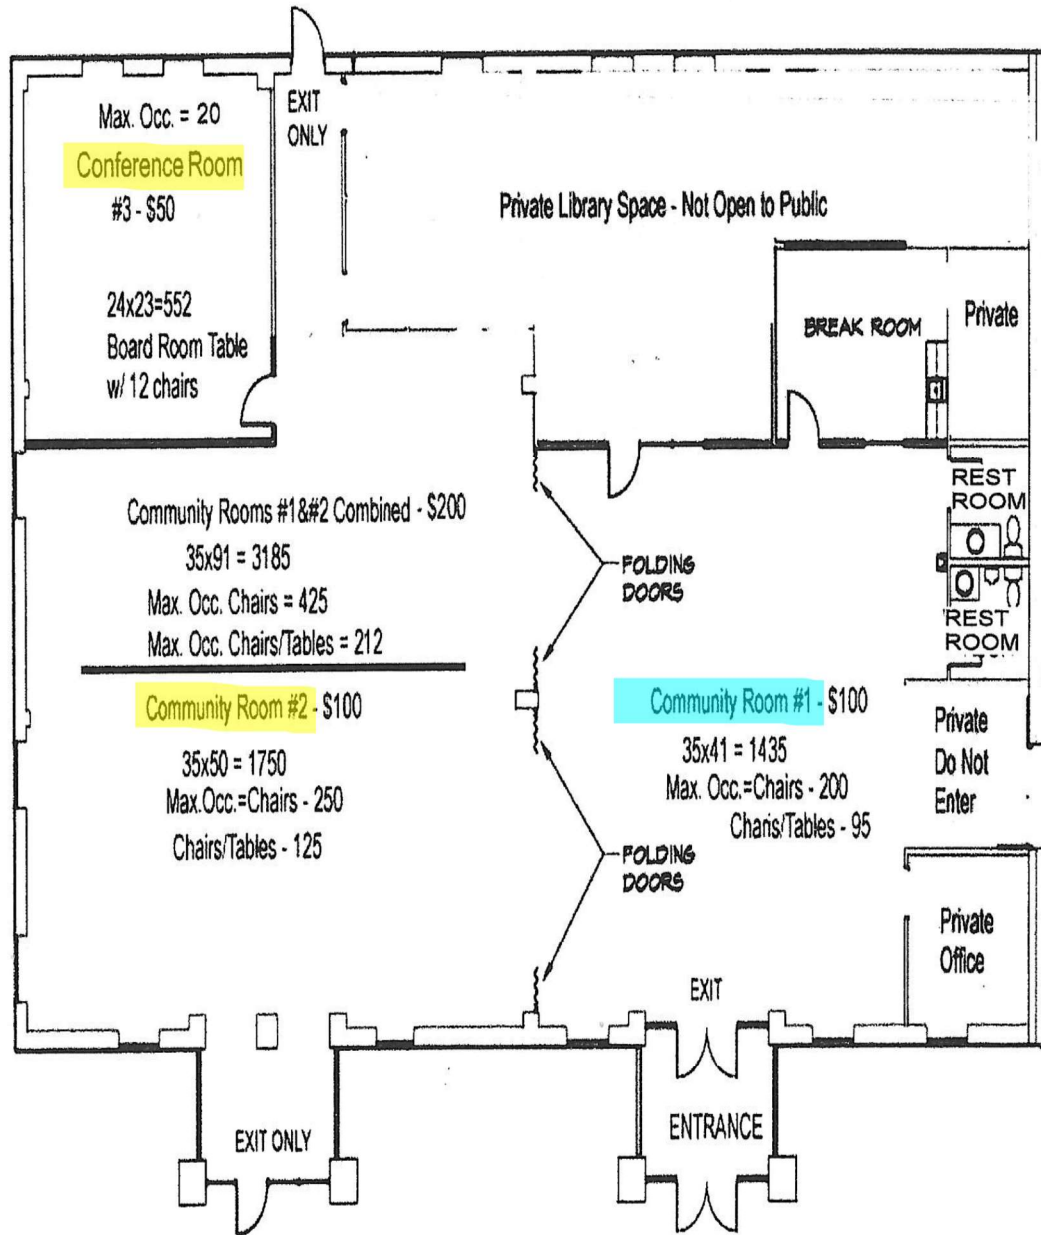 EXIT
ONLY
Max. Occ. = 20
Conference Room
#3 - $50
24x23=552
Board Room Table
w/ 12 chairs
Private Library Space - Not Open to Public
BREAK ROOM
Private
REST
ROOM
REST
ROOM
Community Rooms #1&#2 Combined - $200
35x91 = 3185
Max. Occ. Chairs = 425
Max. Occ. Chairs/Tables = 212
FOLDING
DOORS
Community Room #2 - $100
35x50 = 1750
Max.Occ.=Chairs - 250
Chairs/Tables - 125
Community Room #1 - $100
35x41 = 1435
Max. Occ.=Chairs - 200
Charis/Tables - 95
Private
Do Not
Enter
FOLDING
DOORS
Private
Office
EXIT
EXIT ONLY
ENTRANCE